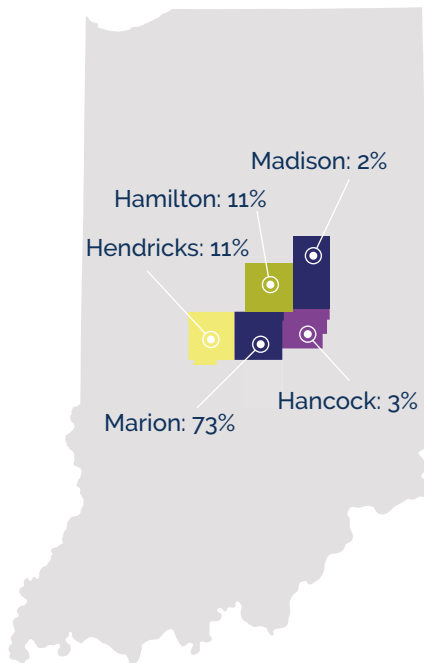 Madison: 2%
Hamilton: 11%
Hendricks: 11%
Hancock: 3%
Marion: 73%